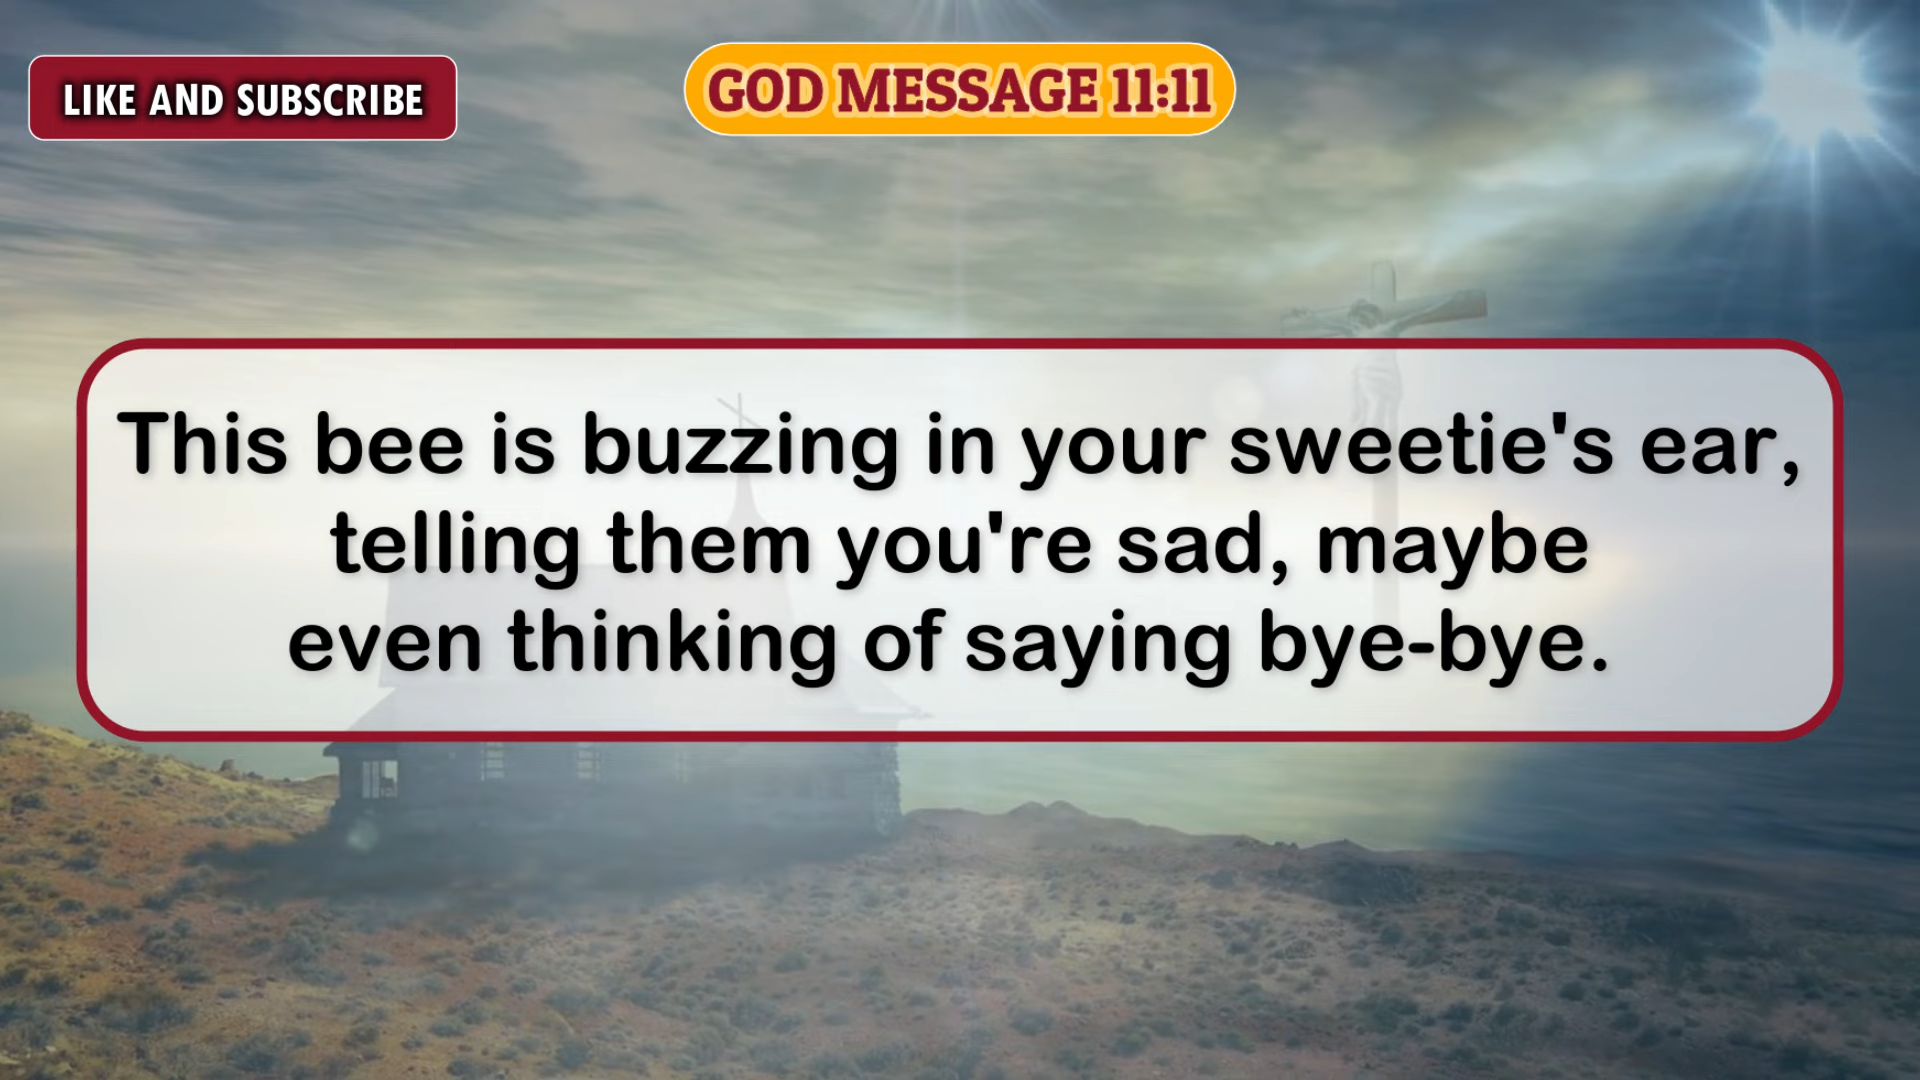 LIKE AND SUBSCRIBE
GOD MESSAGE 11:11
This bee is buzzing in your sweetie's ear,
telling them you're sad, maybe
even thinking of saying bye-bye.